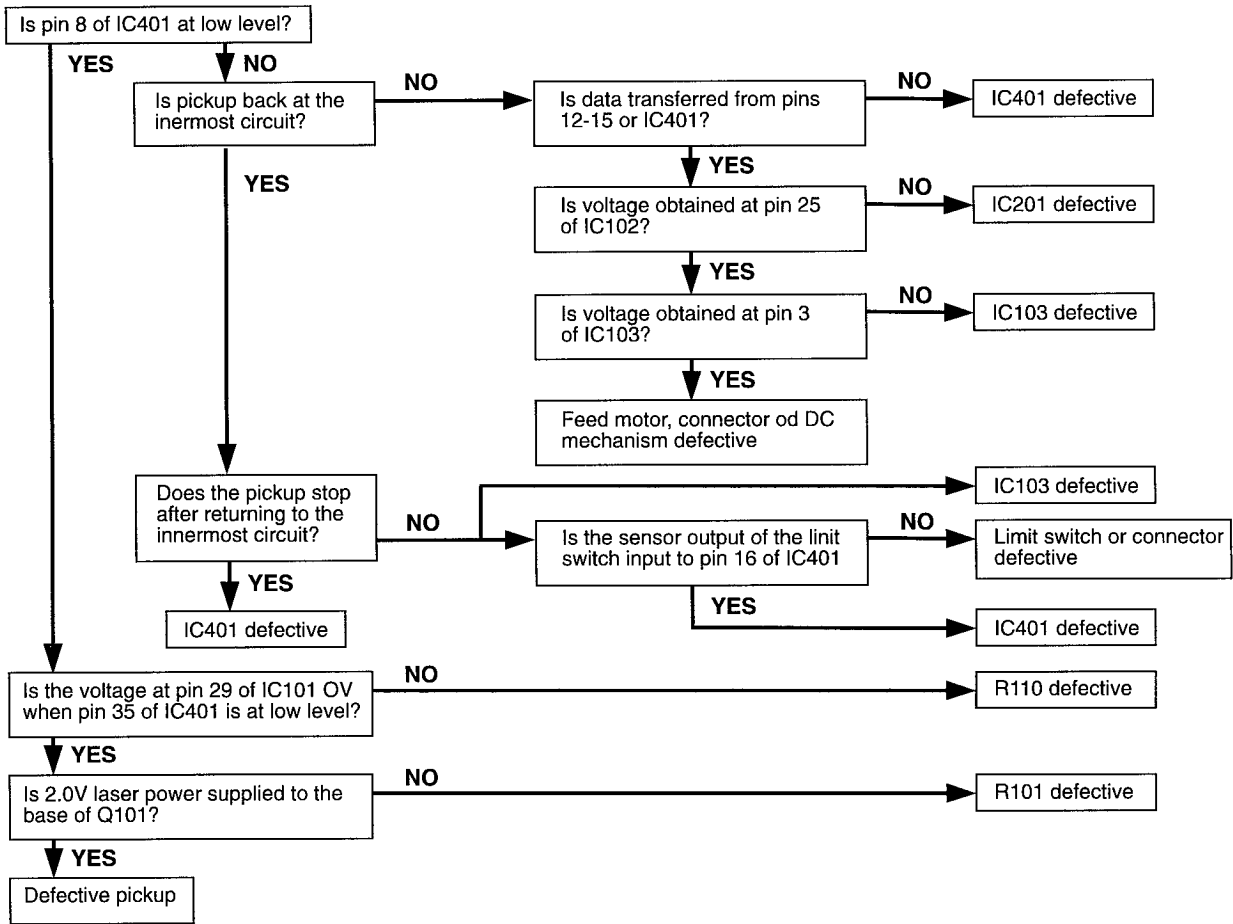 Is pin 8 of IC401 at low level?
YES
NO
Is pickup back at the
inermost circuit?
NO
Is data transferred from pins
12-15 or IC401?
NO
IC401 defective
YES
YES
Is voltage obtained at pin 25
of IC102?
NO
IC201 defective
YES
Is voltage obtained at pin 3
of IC103?
NO
IC103 defective
YES
Feed motor, connector od DC
mechanism defective
Does the pickup stop
after returning to the
innermost circuit?
NO
IC103 defective
Is the sensor output of the linit
switch input to pin 16 of IC401
NO
Limit switch or connector
defective
YES
YES
IC401 defective
IC401 defective
Is the voltage at pin 29 of IC101 OV
when pin 35 of IC401 is at low level?
NO
R110 defective
YES
Is 2.0V laser power supplied to the
base of Q101?
NO
R101 defective
YES
Defective pickup